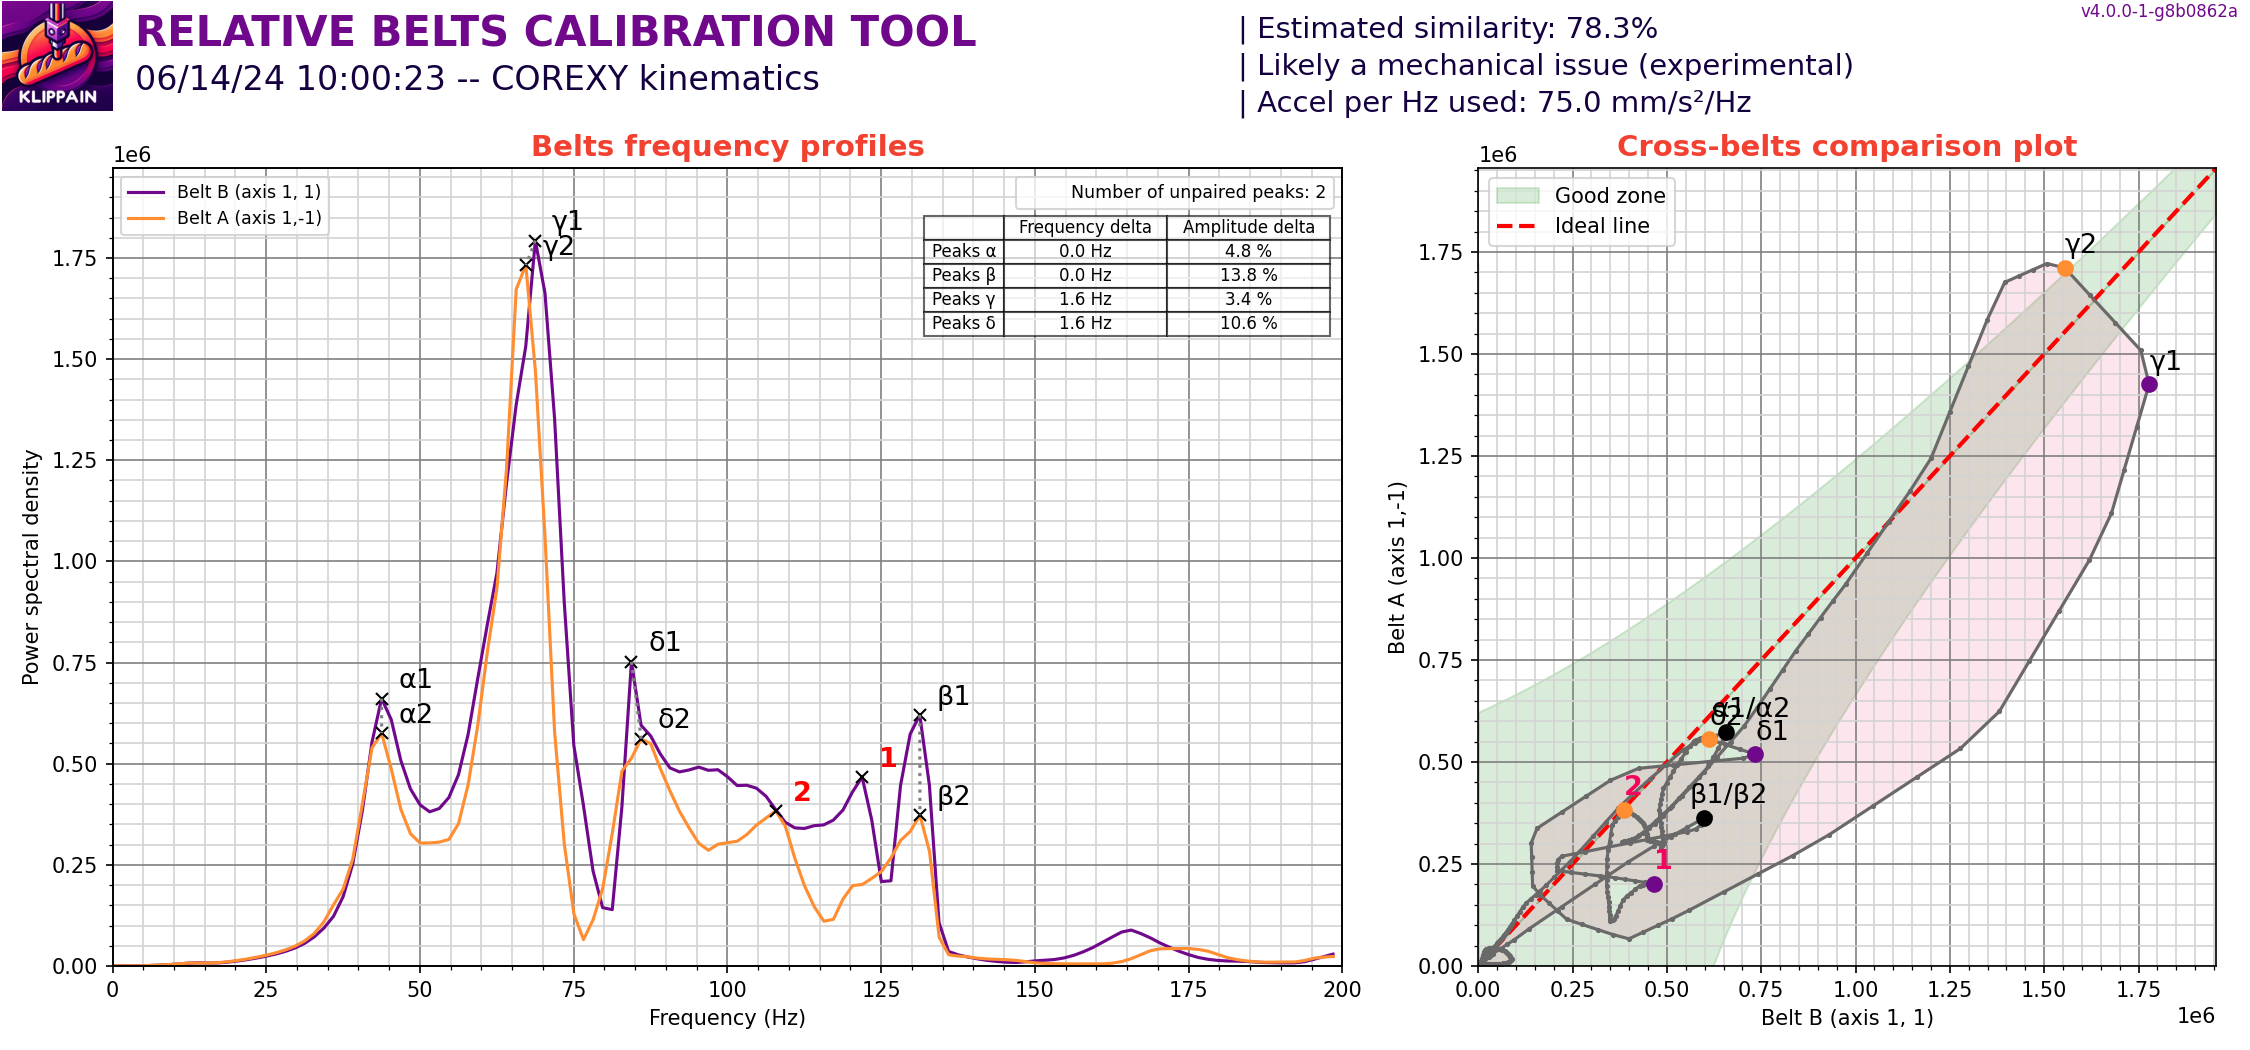 v4.0.0-1-g8b0862a
KLIPPAIN
RELATIVE BELTS CALIBRATION TOOL
06/14/24 10:00:23 -- COREXY kinematics
| Estimated similarity: 78.3%
| Likely a mechanical issue (experimental)
| Accel per Hz used: 75.0 mm/s²/Hz
Belts frequency profiles
1e6
Belt B (axis 1, 1)
Belt A (axis 1,-1)
Number of unpaired peaks: 2
Frequency delta Amplitude delta
Peaks α 0.0 Hz 4.8 %
Peaks β 0.0 Hz 13.8 %
Peaks γ 1.6 Hz 3.4 %
Peaks δ 1.6 Hz 10.6 %
γ1
γ2
α1
α2
δ1
δ2
2
1
β1
β2
1.75
1.50
1.25
1.00
0.75
0.50
0.25
0.00
Power spectral density
0 25 50 75 100 125 150 175 200
Frequency (Hz)
Cross-belts comparison plot
1e6
Good zone
Ideal line
γ2
γ1
α1/α2
δ2
δ1
2
β1/β2
1
1.75
1.50
1.25
1.00
0.75
0.50
0.25
0.00
Belt A (axis 1,-1)
0.00 0.25 0.50 0.75 1.00 1.25 1.50 1.75
Belt B (axis 1, 1)
1e6